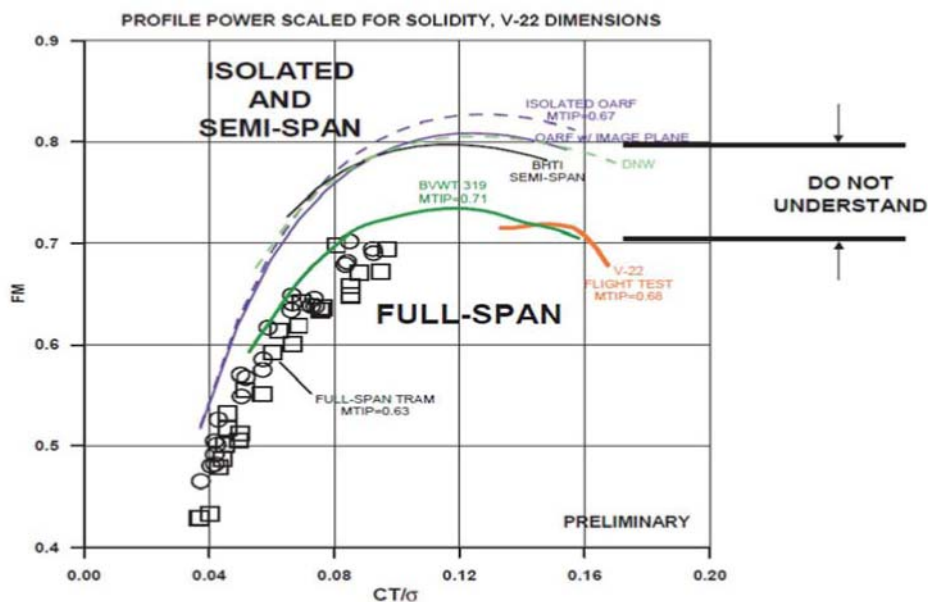 PROFILE POWER SCALED FOR SOLIDITY, V-22 DIMENSIONS
0.9
ISOLATED
AND
SEMI-SPAN
ISOLATED OARF
MTIP=0.67
OARF w/ IMAGE PLANE
0.8
BHTI
SEMI-SPAN
DNW
DO NOT
UNDERSTAND
BVWT 319
MTIP=0.71
0.7
V-22
FLIGHT TEST
MTIP=0.68
FM
FULL-SPAN
0.6
FULL-SPAN TRAM
MTIP=0.63
0.5
PRELIMINARY
0.4
0.00
0.04
0.08
0.12
0.16
0.20
CT/σ